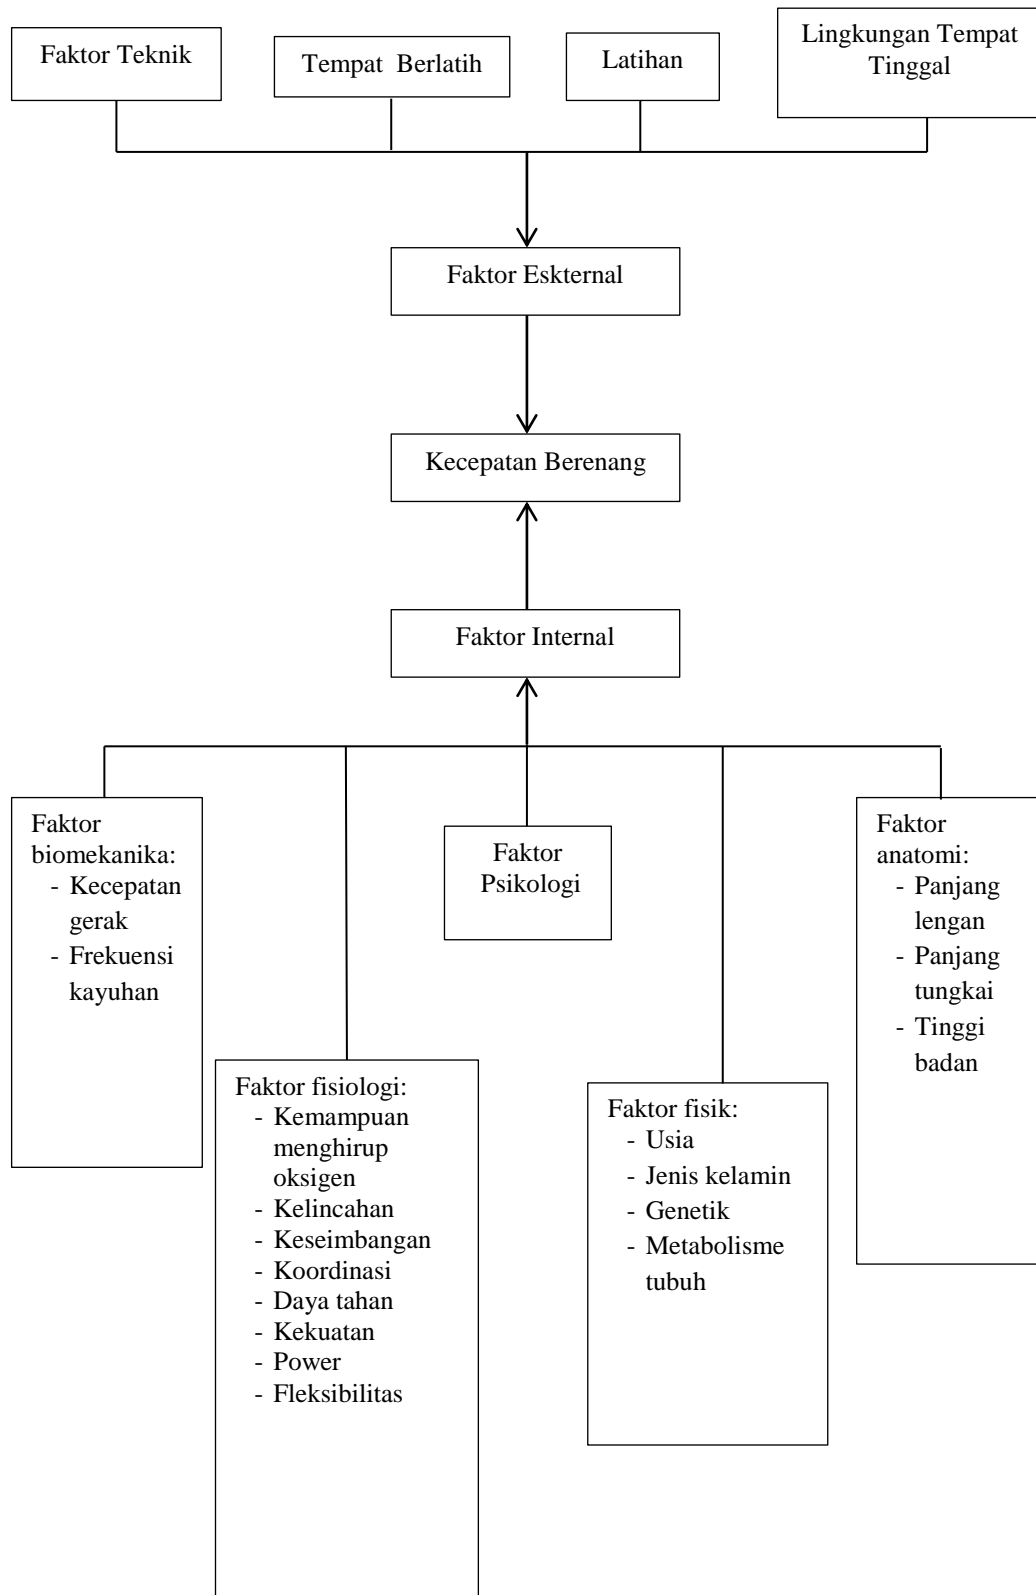 Faktor Teknik
Tempat Berlatih
Latihan
Lingkungan Tempat
Tinggal
Faktor Eskternal
Kecepatan Berenang
Faktor Internal
Faktor
biomekanika:
- Kecepatan
gerak
- Frekuensi
kayuhan
Faktor fisiologi:
- Kemampuan
menghirup
oksigen
- Kelincahan
- Keseimbangan
- Koordinasi
- Daya tahan
- Kekuatan
- Power
- Fleksibilitas
Faktor
Psikologi
Faktor fisik:
- Usia
- Jenis kelamin
- Genetik
- Metabolisme
tubuh
Faktor
anatomi:
- Panjang
lengan
- Panjang
tungkai
- Tinggi
badan